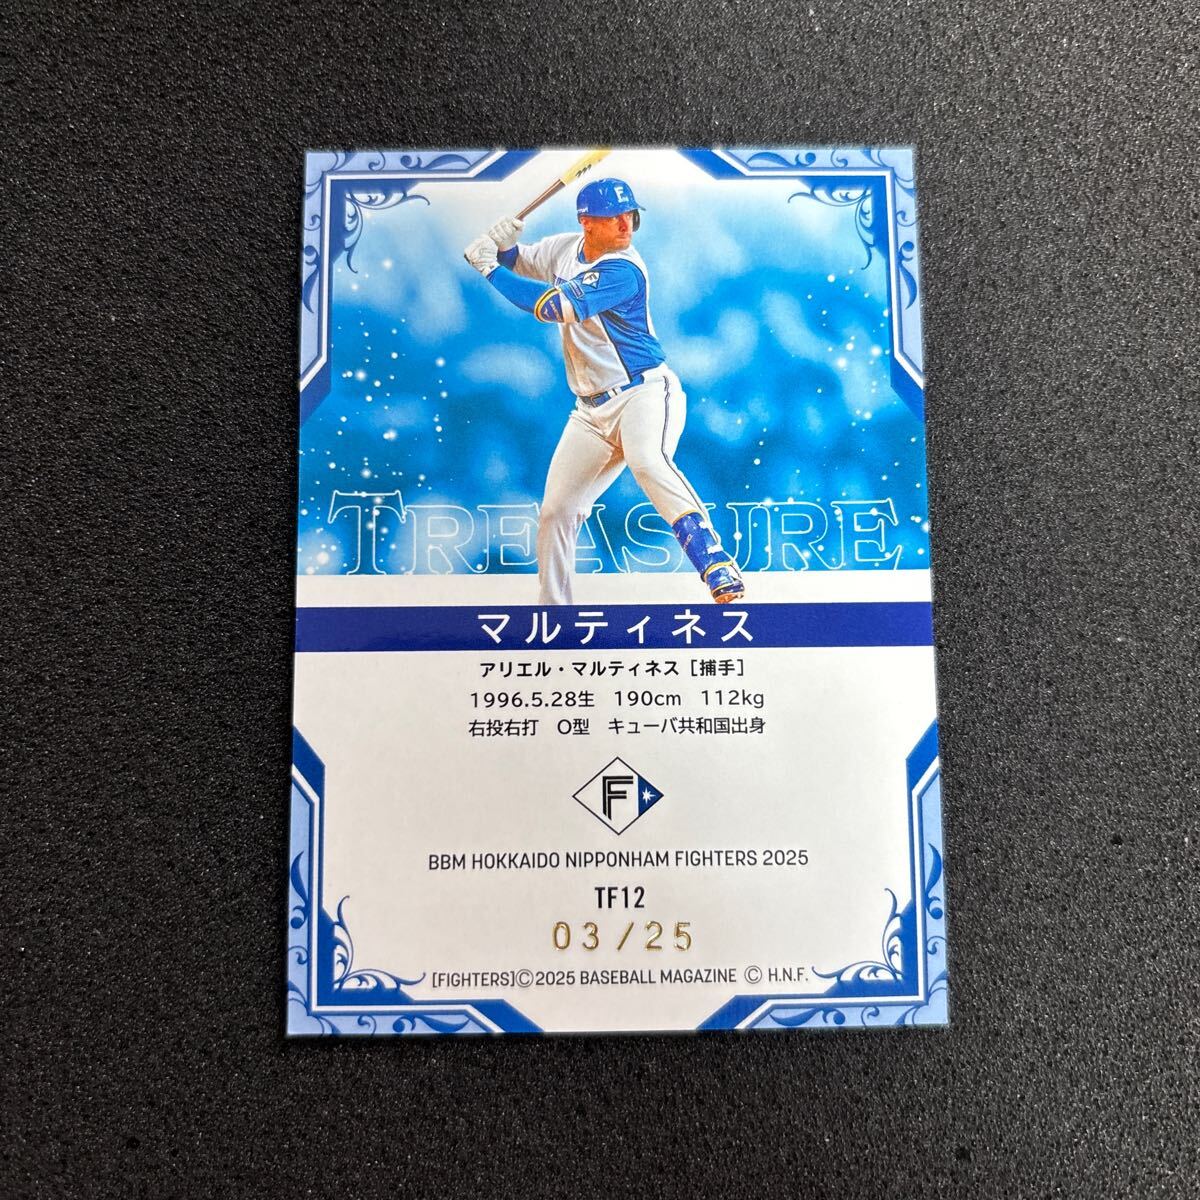 F
F
TREASURE
マルティネス
アリエル・マルティネス［捕手］
1996.5.28生 190cm 112kg
右投右打 O型 キューバ共和国出身
F
BBM HOKKAIDO NIPPONHAM FIGHTERS 2025
TF12
03/25
[FIGHTERS]©2025 BASEBALL MAGAZINE © H.N.F.